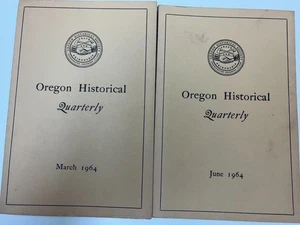 Oregon Historical
Quarterly
March 1964
Oregon Historical
Quarterly
June 1964